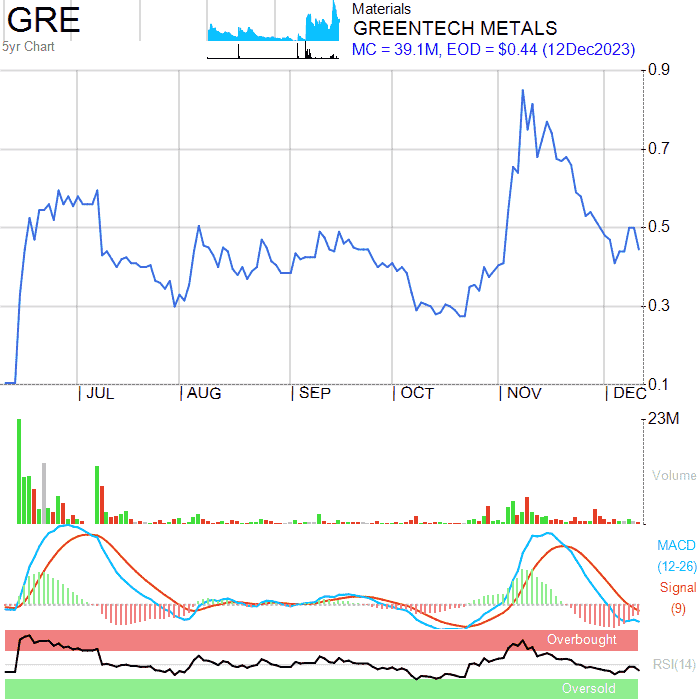 GRE
5yr Chart
Materials
GREENTECH METALS
MC = 39.1M, EOD = $0.44 (12Dec2023)
0.9
0.7
0.5
0.3
0.1
JUL AUG SEP OCT NOV DEC
23M
Volume
MACD
(12-26)
Signal
(9)
Overbought
RSI(14)
Oversold